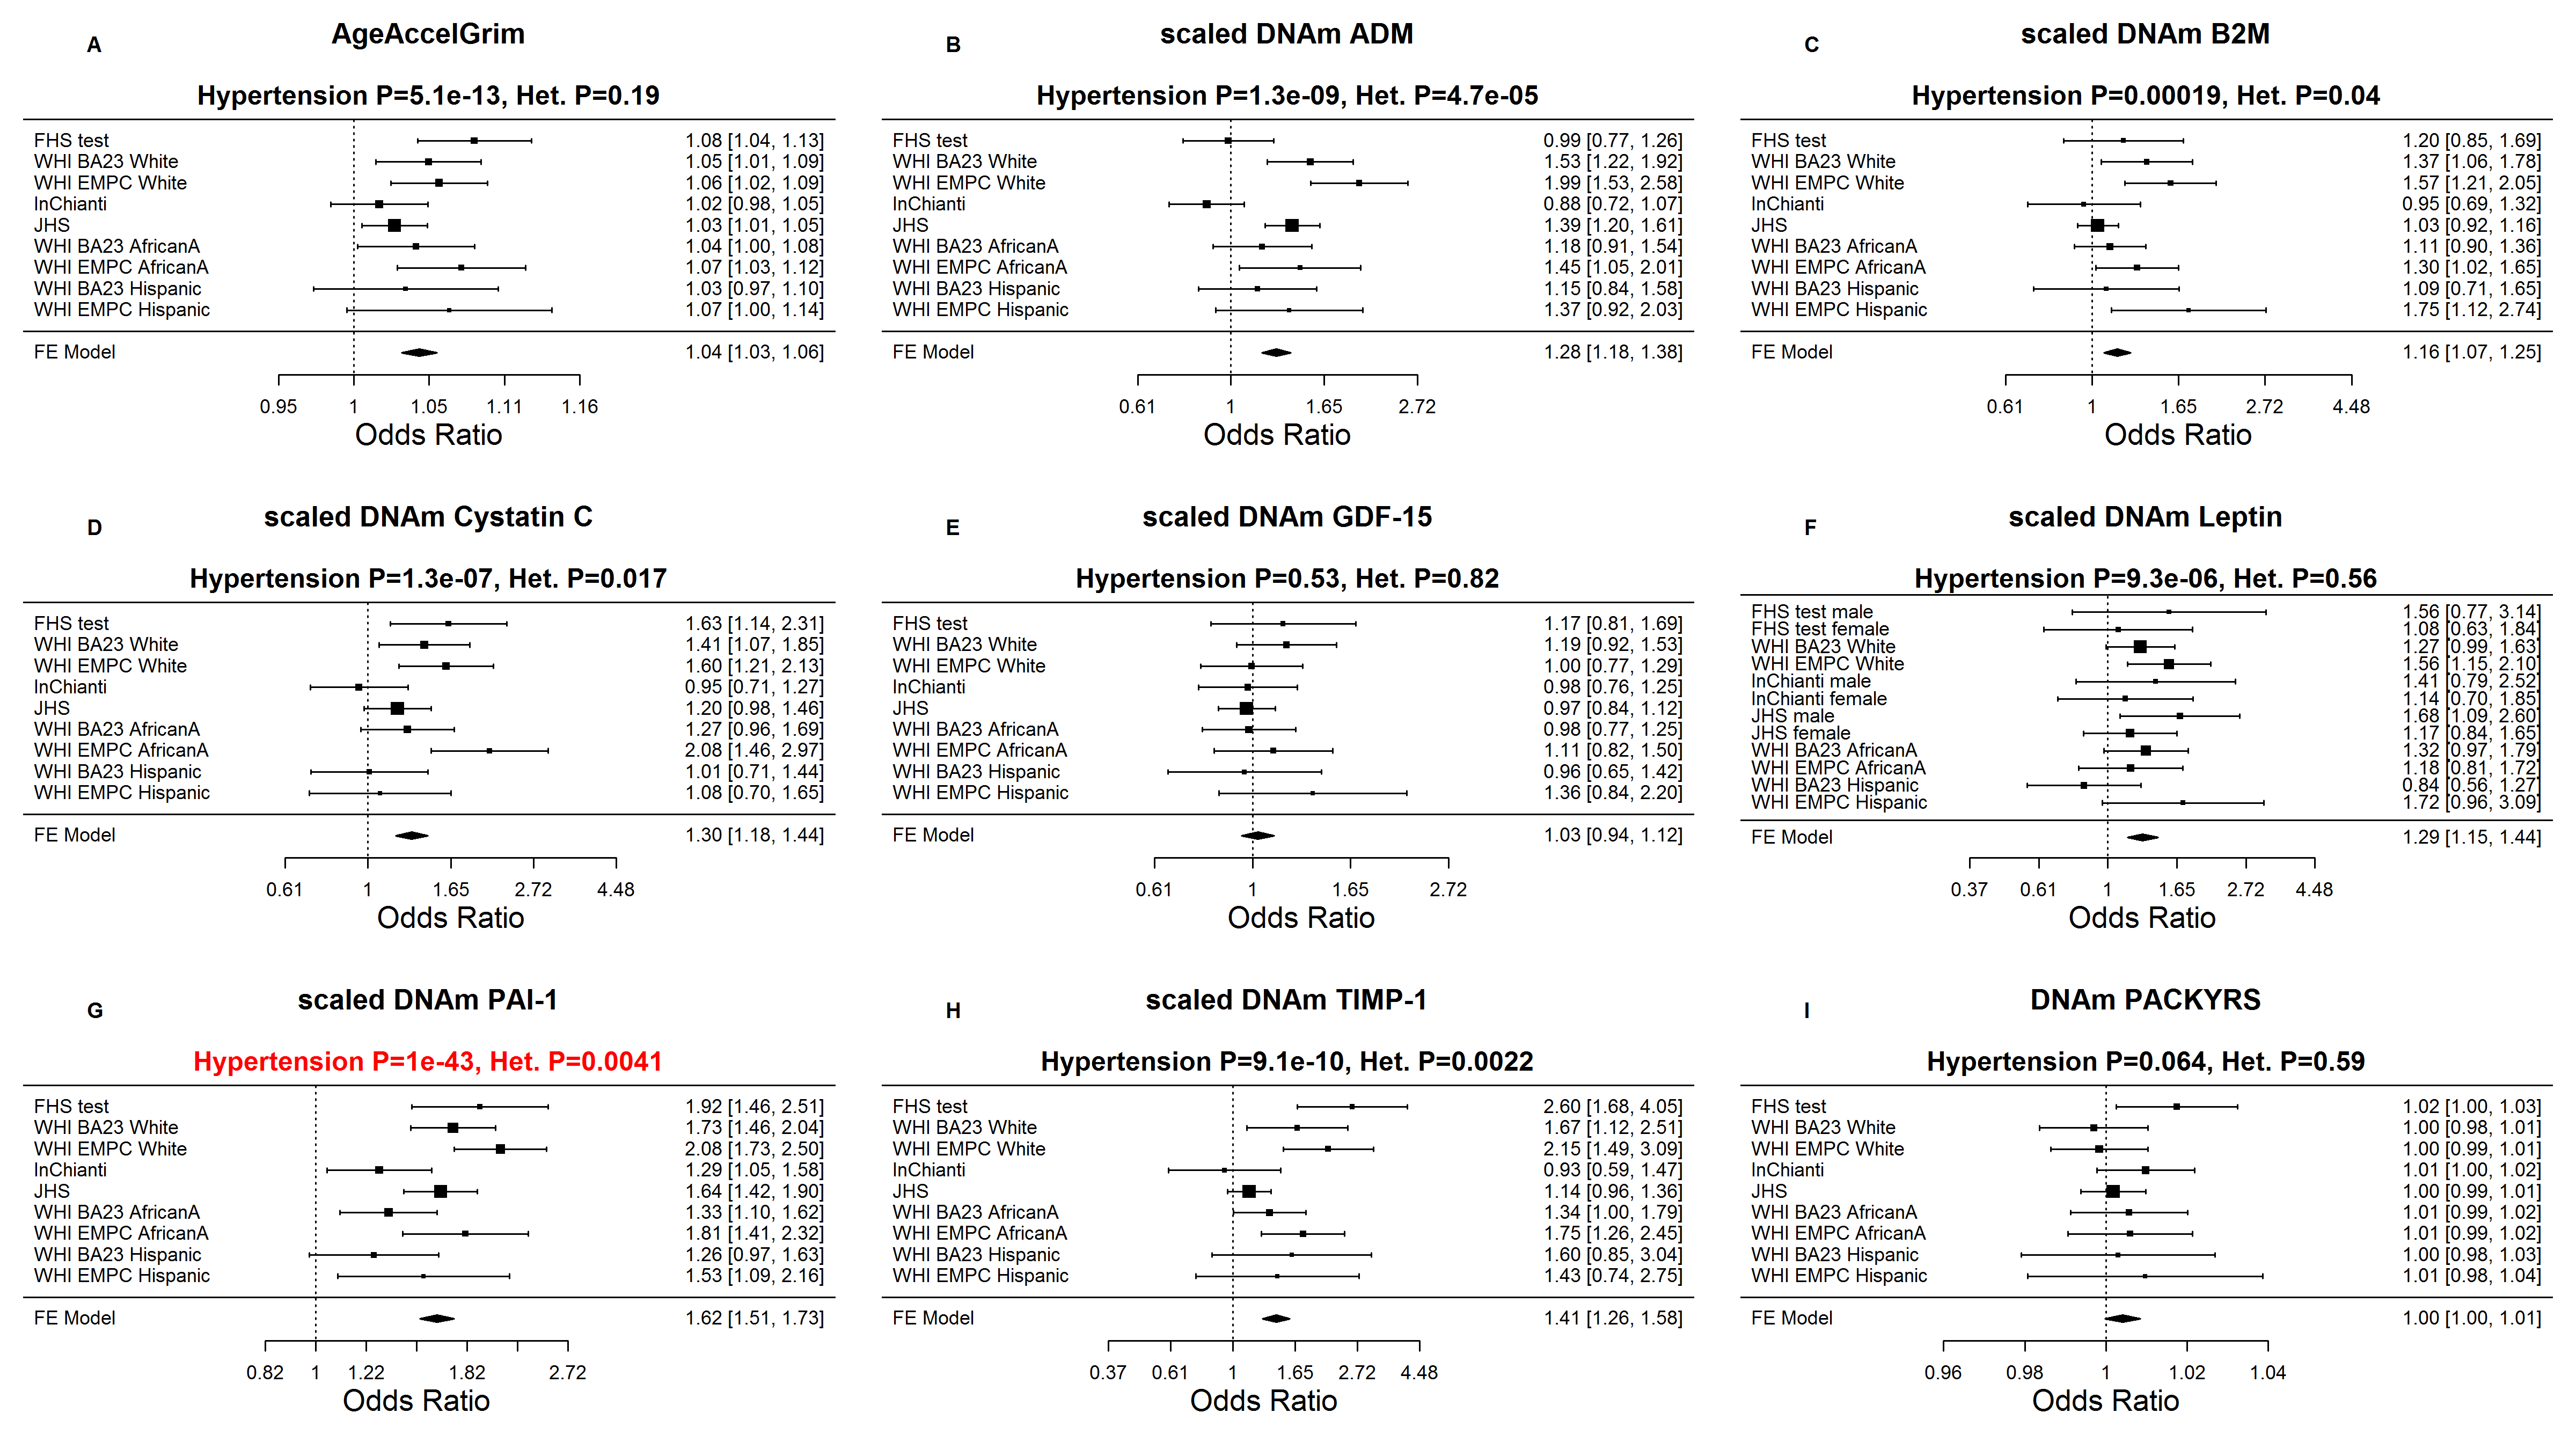 A AgeAccelGrim
Hypertension P=5.1e-13, Het. P=0.19
FHS test 1.08 [1.04, 1.13]
WHI BA23 White 1.05 [1.01, 1.09]
WHI EMPC White 1.06 [1.02, 1.09]
InChianti 1.02 [0.98, 1.05]
JHS 1.03 [1.01, 1.05]
WHI BA23 AfricanA 1.04 [1.00, 1.08]
WHI EMPC AfricanA 1.07 [1.03, 1.12]
WHI BA23 Hispanic 1.03 [0.97, 1.10]
WHI EMPC Hispanic 1.07 [1.00, 1.14]
FE Model 1.04 [1.03, 1.06]
0.95 1 1.05 1.11 1.16
Odds Ratio
B scaled DNAm ADM
Hypertension P=1.3e-09, Het. P=4.7e-05
FHS test 0.99 [0.77, 1.26]
WHI BA23 White 1.53 [1.22, 1.92]
WHI EMPC White 1.99 [1.53, 2.58]
InChianti 0.88 [0.72, 1.07]
JHS 1.39 [1.20, 1.61]
WHI BA23 AfricanA 1.18 [0.91, 1.54]
WHI EMPC AfricanA 1.45 [1.05, 2.01]
WHI BA23 Hispanic 1.15 [0.84, 1.58]
WHI EMPC Hispanic 1.37 [0.92, 2.03]
FE Model 1.28 [1.18, 1.38]
0.61 1 1.65 2.72
Odds Ratio
C scaled DNAm B2M
Hypertension P=0.00019, Het. P=0.04
FHS test 1.20 [0.85, 1.69]
WHI BA23 White 1.37 [1.06, 1.78]
WHI EMPC White 1.57 [1.21, 2.05]
InChianti 0.95 [0.69, 1.32]
JHS 1.03 [0.92, 1.16]
WHI BA23 AfricanA 1.11 [0.90, 1.36]
WHI EMPC AfricanA 1.30 [1.02, 1.65]
WHI BA23 Hispanic 1.09 [0.71, 1.65]
WHI EMPC Hispanic 1.75 [1.12, 2.74]
FE Model 1.16 [1.07, 1.25]
0.61 1 1.65 2.72 4.48
Odds Ratio
D scaled DNAm Cystatin C
Hypertension P=1.3e-07, Het. P=0.017
FHS test 1.63 [1.14, 2.31]
WHI BA23 White 1.41 [1.07, 1.85]
WHI EMPC White 1.60 [1.21, 2.13]
InChianti 0.95 [0.71, 1.27]
JHS 1.20 [0.98, 1.46]
WHI BA23 AfricanA 1.27 [0.96, 1.69]
WHI EMPC AfricanA 2.08 [1.46, 2.97]
WHI BA23 Hispanic 1.01 [0.71, 1.44]
WHI EMPC Hispanic 1.08 [0.70, 1.65]
FE Model 1.30 [1.18, 1.44]
0.61 1 1.65 2.72 4.48
Odds Ratio
E scaled DNAm GDF-15
Hypertension P=0.53, Het. P=0.82
FHS test 1.17 [0.81, 1.69]
WHI BA23 White 1.19 [0.92, 1.53]
WHI EMPC White 1.00 [0.77, 1.29]
InChianti 0.98 [0.76, 1.25]
JHS 0.97 [0.84, 1.12]
WHI BA23 AfricanA 0.98 [0.77, 1.25]
WHI EMPC AfricanA 1.11 [0.82, 1.50]
WHI BA23 Hispanic 0.96 [0.65, 1.42]
WHI EMPC Hispanic 1.36 [0.84, 2.20]
FE Model 1.03 [0.94, 1.12]
0.61 1 1.65 2.72
Odds Ratio
F scaled DNAm Leptin
Hypertension P=9.3e-06, Het. P=0.56
FHS test male 1.56 [0.77, 3.14]
FHS test female 1.08 [0.63, 1.84]
WHI BA23 White 1.27 [0.99, 1.63]
WHI EMPC White 1.56 [1.15, 2.10]
InChianti male 1.41 [0.79, 2.52]
InChianti female 1.14 [0.70, 1.85]
JHS male 1.68 [1.09, 2.60]
JHS female 1.17 [0.84, 1.65]
WHI BA23 AfricanA 1.32 [0.97, 1.79]
WHI EMPC AfricanA 1.18 [0.81, 1.72]
WHI BA23 Hispanic 0.84 [0.56, 1.27]
WHI EMPC Hispanic 1.72 [0.96, 3.09]
FE Model 1.29 [1.15, 1.44]
0.37 0.61 1 1.65 2.72 4.48
Odds Ratio
G scaled DNAm PAI-1
Hypertension P=1e-43, Het. P=0.0041
FHS test 1.92 [1.46, 2.51]
WHI BA23 White 1.73 [1.46, 2.04]
WHI EMPC White 2.08 [1.73, 2.50]
InChianti 1.29 [1.05, 1.58]
JHS 1.64 [1.42, 1.90]
WHI BA23 AfricanA 1.33 [1.10, 1.62]
WHI EMPC AfricanA 1.81 [1.41, 2.32]
WHI BA23 Hispanic 1.26 [0.97, 1.63]
WHI EMPC Hispanic 1.53 [1.09, 2.16]
FE Model 1.62 [1.51, 1.73]
0.82 1 1.22 1.82 2.72
Odds Ratio
H scaled DNAm TIMP-1
Hypertension P=9.1e-10, Het. P=0.0022
FHS test 2.60 [1.68, 4.05]
WHI BA23 White 1.67 [1.12, 2.51]
WHI EMPC White 2.15 [1.49, 3.09]
InChianti 0.93 [0.59, 1.47]
JHS 1.14 [0.96, 1.36]
WHI BA23 AfricanA 1.34 [1.00, 1.79]
WHI EMPC AfricanA 1.75 [1.26, 2.45]
WHI BA23 Hispanic 1.60 [0.85, 3.04]
WHI EMPC Hispanic 1.43 [0.74, 2.75]
FE Model 1.41 [1.26, 1.58]
0.37 0.61 1 1.65 2.72 4.48
Odds Ratio
I DNAm PACKYRS
Hypertension P=0.064, Het. P=0.59
FHS test 1.02 [1.00, 1.03]
WHI BA23 White 1.00 [0.98, 1.01]
WHI EMPC White 1.00 [0.99, 1.01]
InChianti 1.01 [1.00, 1.02]
JHS 1.00 [0.99, 1.01]
WHI BA23 AfricanA 1.01 [0.99, 1.02]
WHI EMPC AfricanA 1.01 [0.99, 1.02]
WHI BA23 Hispanic 1.00 [0.98, 1.03]
WHI EMPC Hispanic 1.01 [0.98, 1.04]
FE Model 1.00 [1.00, 1.01]
0.96 0.98 1 1.02 1.04
Odds Ratio